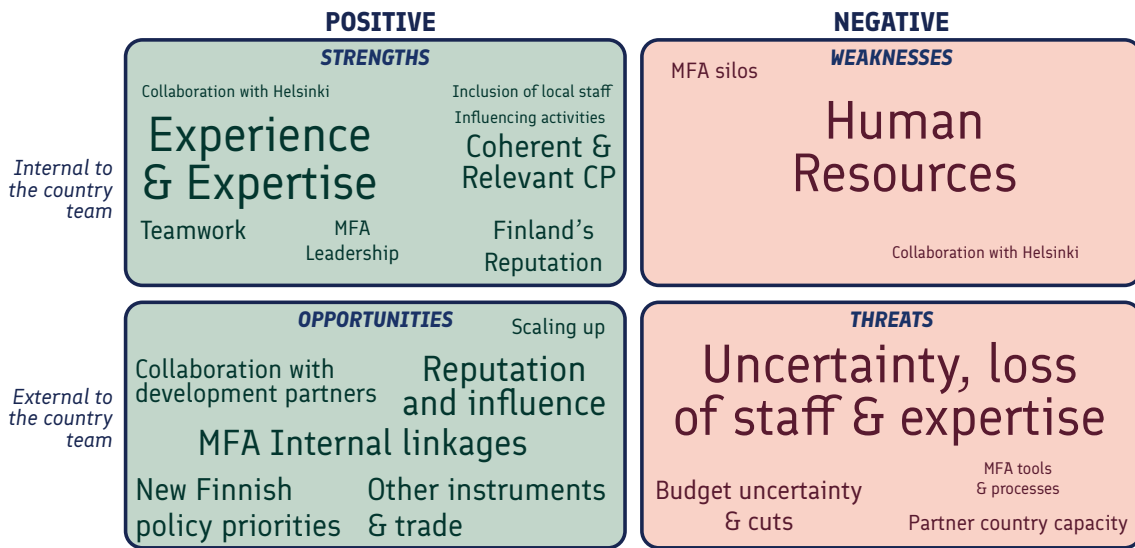 POSITIVE
NEGATIVE
Internal to
the country
team
STRENGTHS
Collaboration with Helsinki
Inclusion of local staff
Influencing activities
Experience
& Expertise
Coherent &
Relevant CP
Teamwork
MFA
Leadership
Finland's
Reputation
WEAKNESSES
MFA silos
Human
Resources
Collaboration with Helsinki
External to
the country
team
OPPORTUNITIES
Scaling up
Collaboration with
development partners
Reputation
and influence
MFA Internal linkages
New Finnish
policy priorities
Other instruments
& trade
THREATS
Uncertainty, loss
of staff & expertise
MFA tools
& processes
Budget uncertainty
& cuts
Partner country capacity